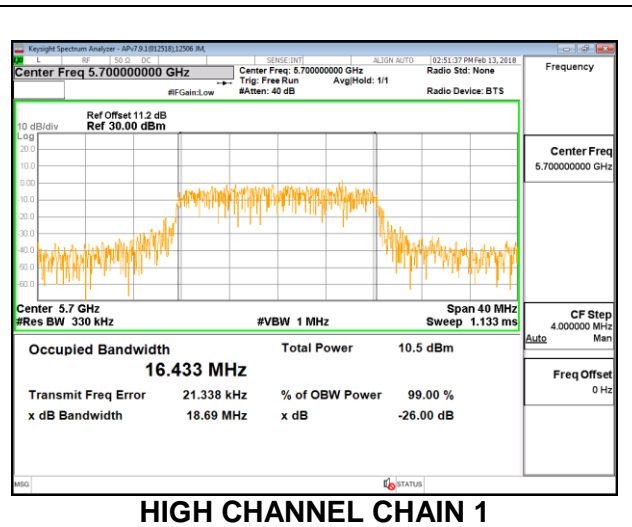 Keysight Spectrum Analyzer - APv7.9.1(012518),12506 JM,
L RF 50 Ω DC SENSE:INT ALIGN AUTO 02:51:37 PM Feb 13, 2018
Center Freq 5.700000000 GHz
Center Freq: 5.700000000 GHz
Radio Std: None
Trig: Free Run Avg|Hold: 1/1
#IFGain:Low
#Atten: 40 dB
Radio Device: BTS
Frequency
Ref Offset 11.2 dB
10 dB/div Ref 30.00 dBm
Log
20.0
10.0
0.00
-10.0
-20.0
-30.0
-40.0
-50.0
-60.0
Center Freq
5.700000000 GHz
Center 5.7 GHz Span 40 MHz
#Res BW 330 kHz #VBW 1 MHz Sweep 1.133 ms
CF Step
4.000000 MHz
Auto Man
Occupied Bandwidth Total Power 10.5 dBm
16.433 MHz
Transmit Freq Error 21.338 kHz % of OBW Power 99.00 %
x dB Bandwidth 18.69 MHz x dB -26.00 dB
Freq Offset
0 Hz
MSG STATUS
HIGH CHANNEL CHAIN 1